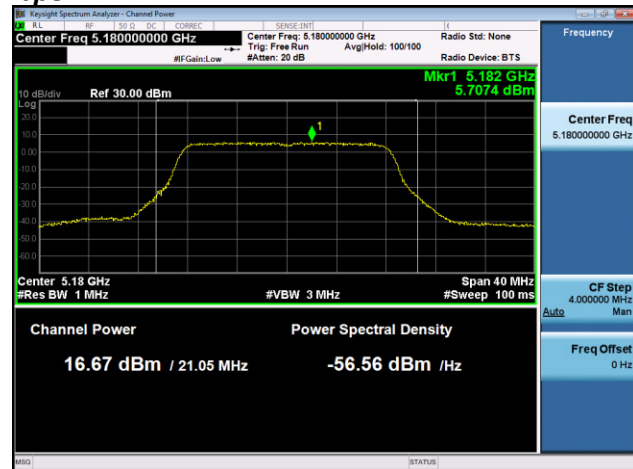 Keysight Spectrum Analyzer - Channel Power
RL RF 50 Ω DC CORREC SENSE:INT
Center Freq 5.180000000 GHz
Center Freq: 5.180000000 GHz
Radio Std: None
Trig: Free Run Avg|Hold: 100/100
#IFGain:Low #Atten: 20 dB Radio Device: BTS
Mkr1 5.182 GHz
10 dB/div Ref 30.00 dBm 5.7074 dBm
Log
20.0
10.0
0.00
-10.0
-20.0
-30.0
-40.0
-50.0
-60.0
1
Center 5.18 GHz Span 40 MHz
#Res BW 1 MHz #VBW 3 MHz #Sweep 100 ms
Channel Power Power Spectral Density
16.67 dBm / 21.05 MHz -56.56 dBm /Hz
MSG STATUS
Frequency
Center Freq
5.180000000 GHz
CF Step
4.000000 MHz
Auto Man
Freq Offset
0 Hz